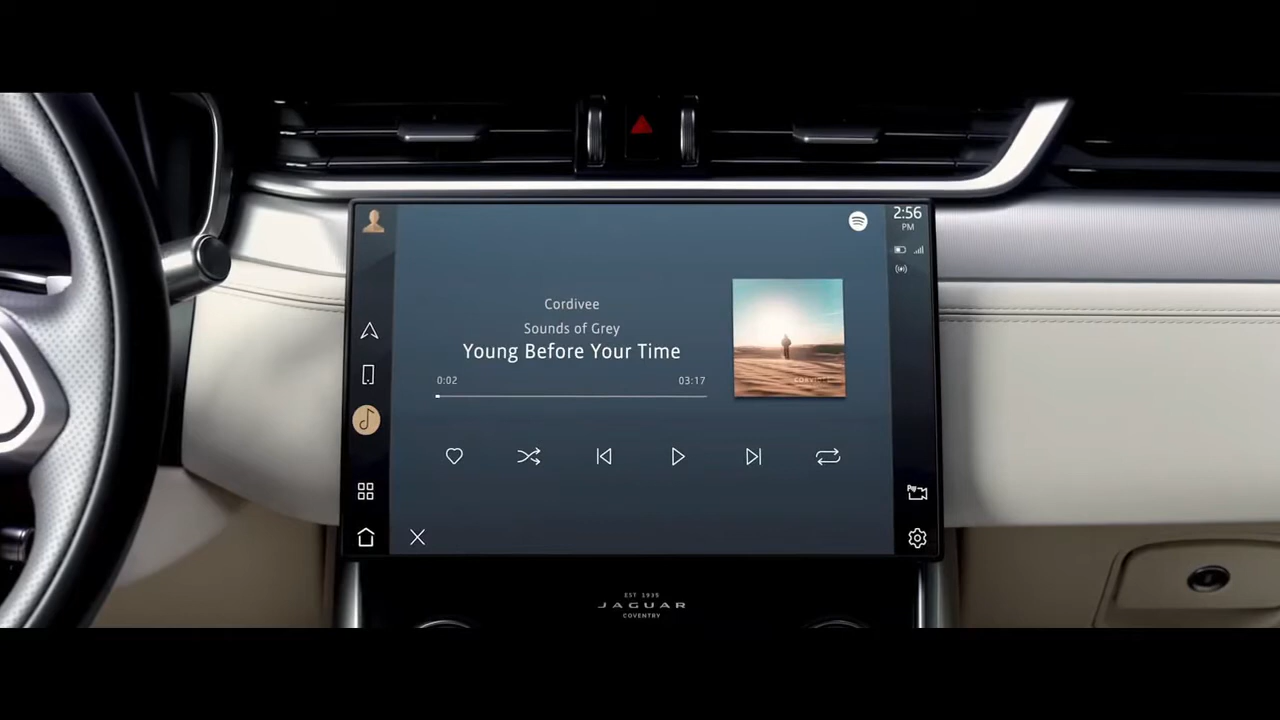 2:56
PM
Cordivee
Sounds of Grey
Young Before Your Time
0:02
03:17
EST 1935
JAGUAR
COVENTRY